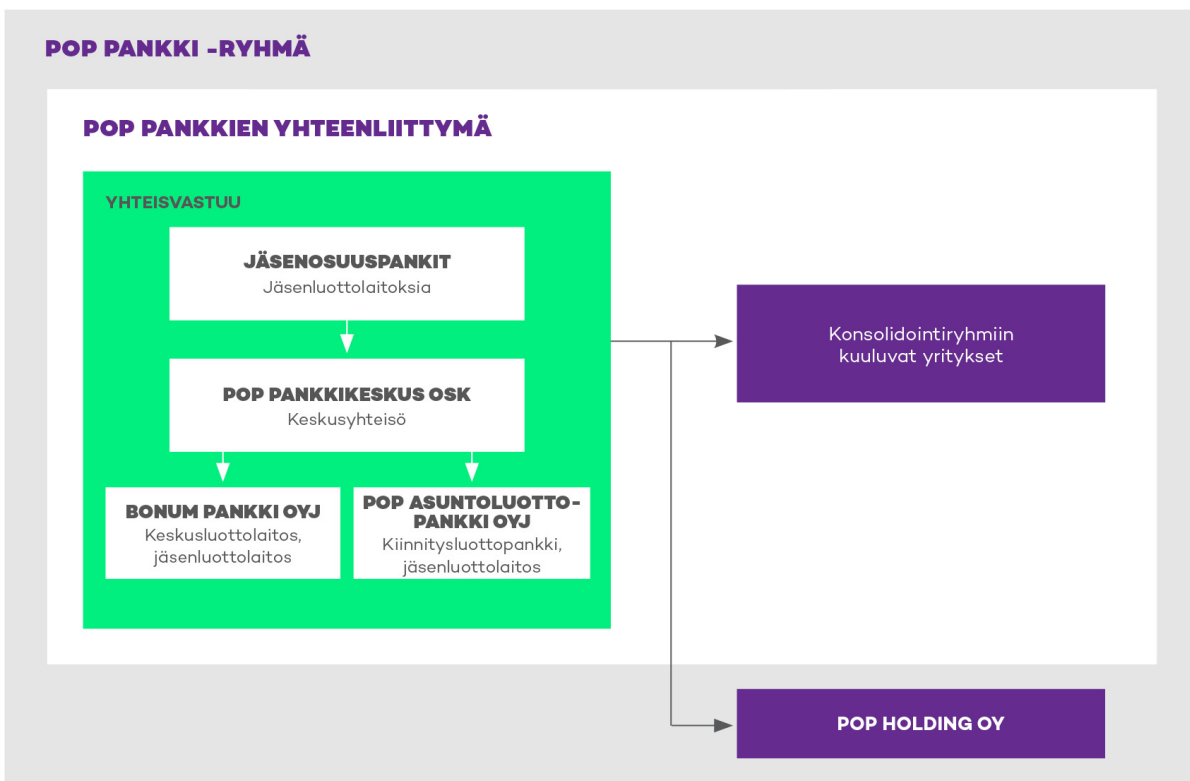 POP PANKKI -RYHMÄ
POP PANKKIEN YHTEENLIITTYMÄ
YHTEISVASTUU
JÄSENOSUUSPANKIT
Jäsenluottolaitoksia
POP PANKKIKESKUS OSK
Keskusyhteisö
BONUM PANKKI OYJ
Keskusluottolaitos,
jäsenluottolaitos
POP ASUNTOLUOTTO-
PANKKI OYJ
Kiinnitysluottopankki,
jäsenluottolaitos
Konsolidointiryhmiin
kuuluvat yritykset
POP HOLDING OY